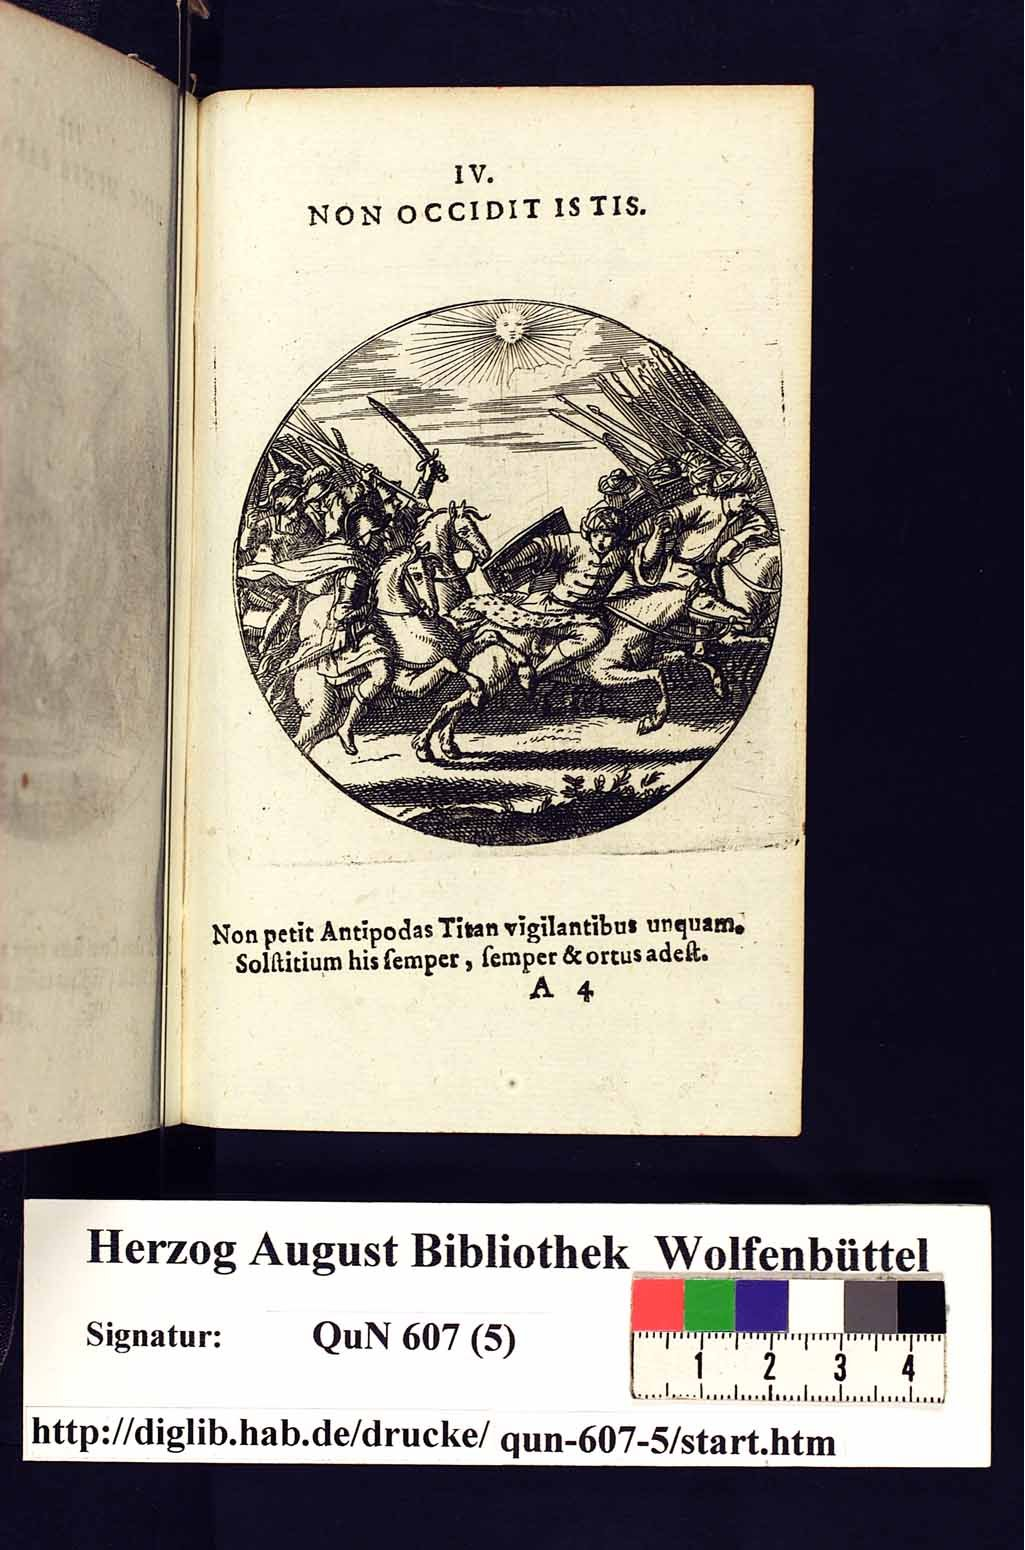 IV.
NON OCCIDIT ISTIS.
Non petit Antipodas Titan vigilantibus unquam.
Solſtitium his ſemper, ſemper & ortus adeſt.
A 4
Herzog August Bibliothek Wolfenbüttel
Signatur: QuN 607 (5)
1 2 3 4
http://diglib.hab.de/drucke/ qun-607-5/start.htm